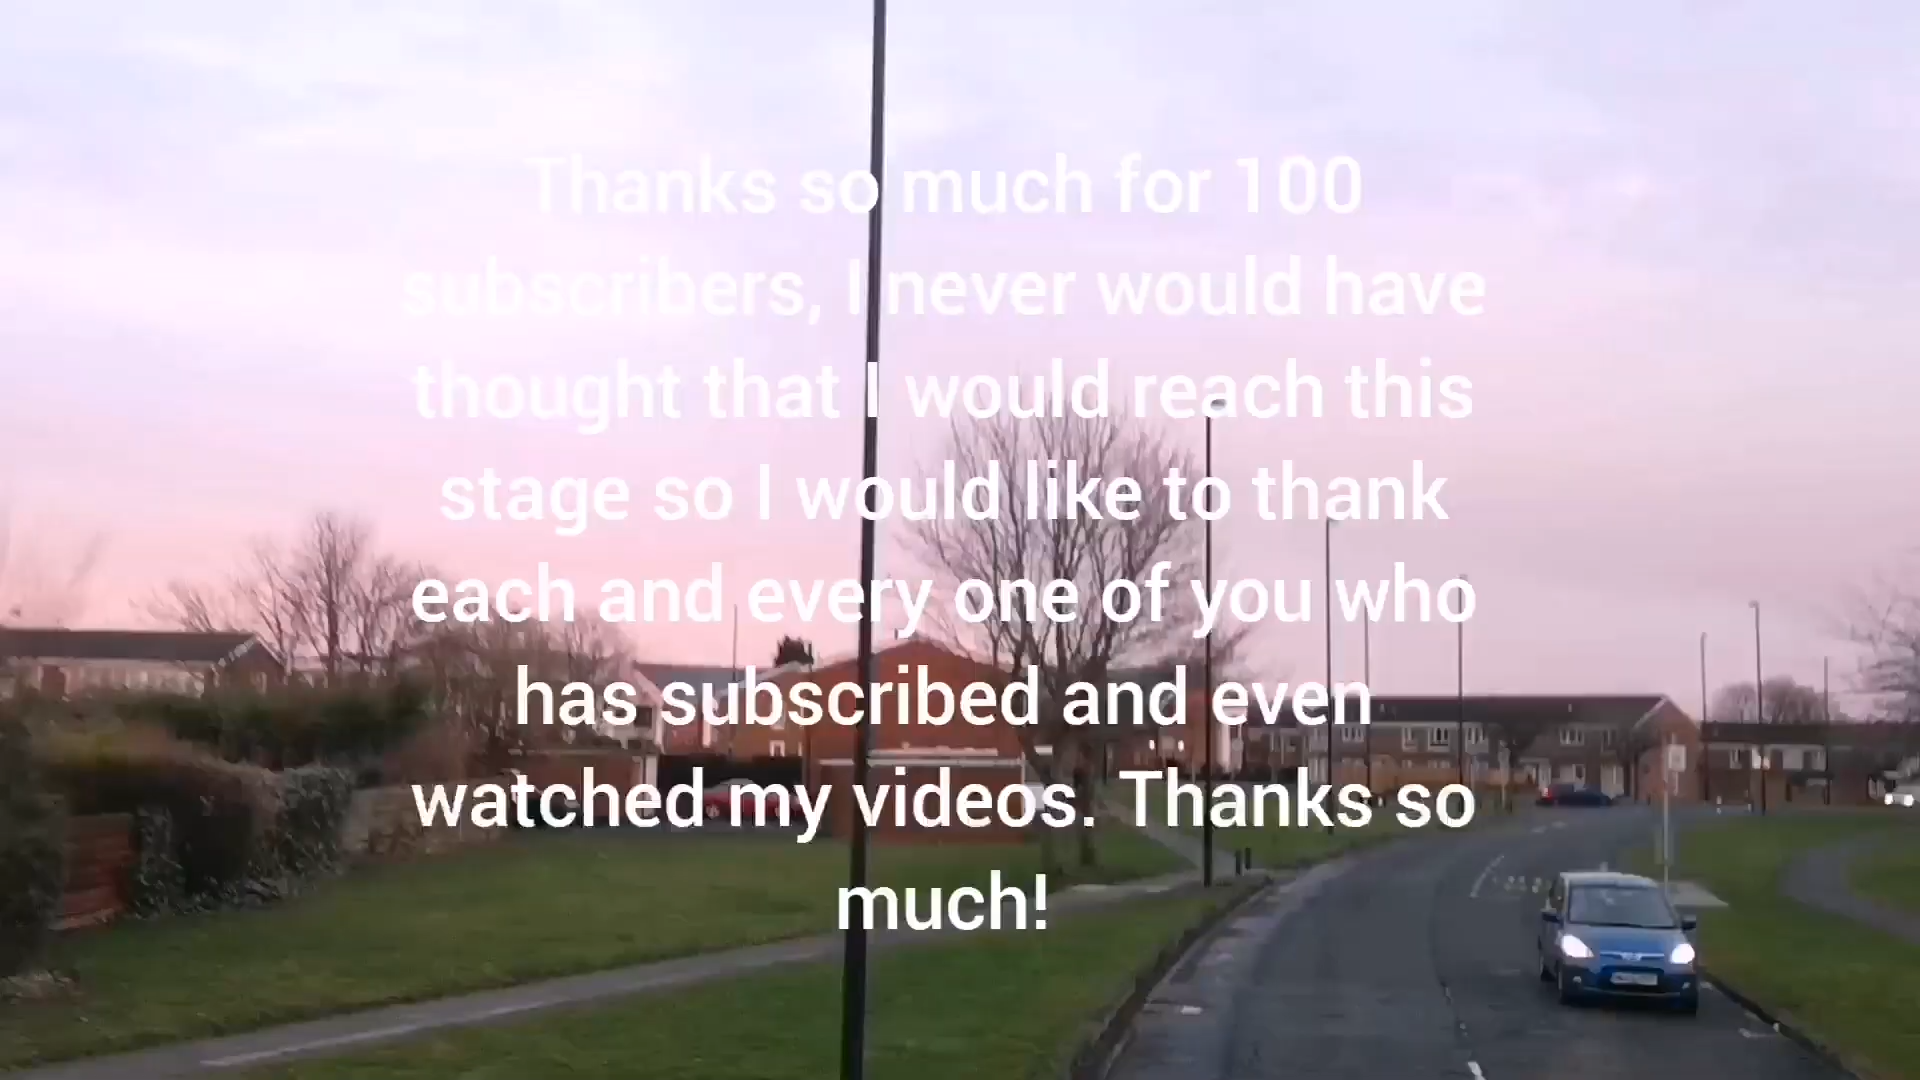 Thanks so much for 100
subscribers, I never would have
thought that I would reach this
stage so I would like to thank
each and every one of you who
has subscribed and even
watched my videos. Thanks so
much!